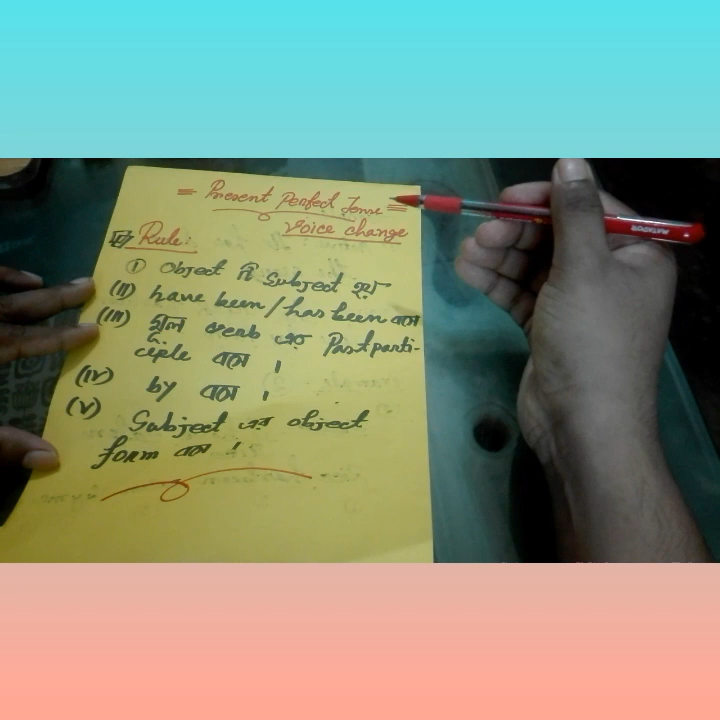 Present Perfect Tense
Voice change
Rule:
(i) Object টি Subject হয়
(ii) have been / has been বসে
(iii) মূল verb এর Past parti-
ciple বসে ।
(iv) by বসে ।
(v) Subject এর object
form বসে ।
MATADOR